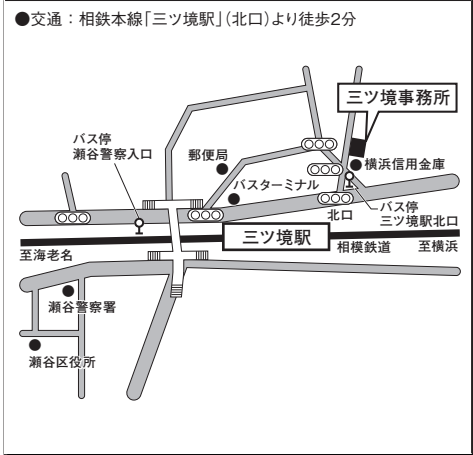 ●交通：相鉄本線「三ツ境駅」（北口）より徒歩2分
三ツ境事務所
バス停
瀬谷警察入口
郵便局
横浜信用金庫
バスターミナル
バス停
三ツ境駅北口
北口
三ツ境駅
至海老名
相模鉄道
至横浜
瀬谷警察署
瀬谷区役所